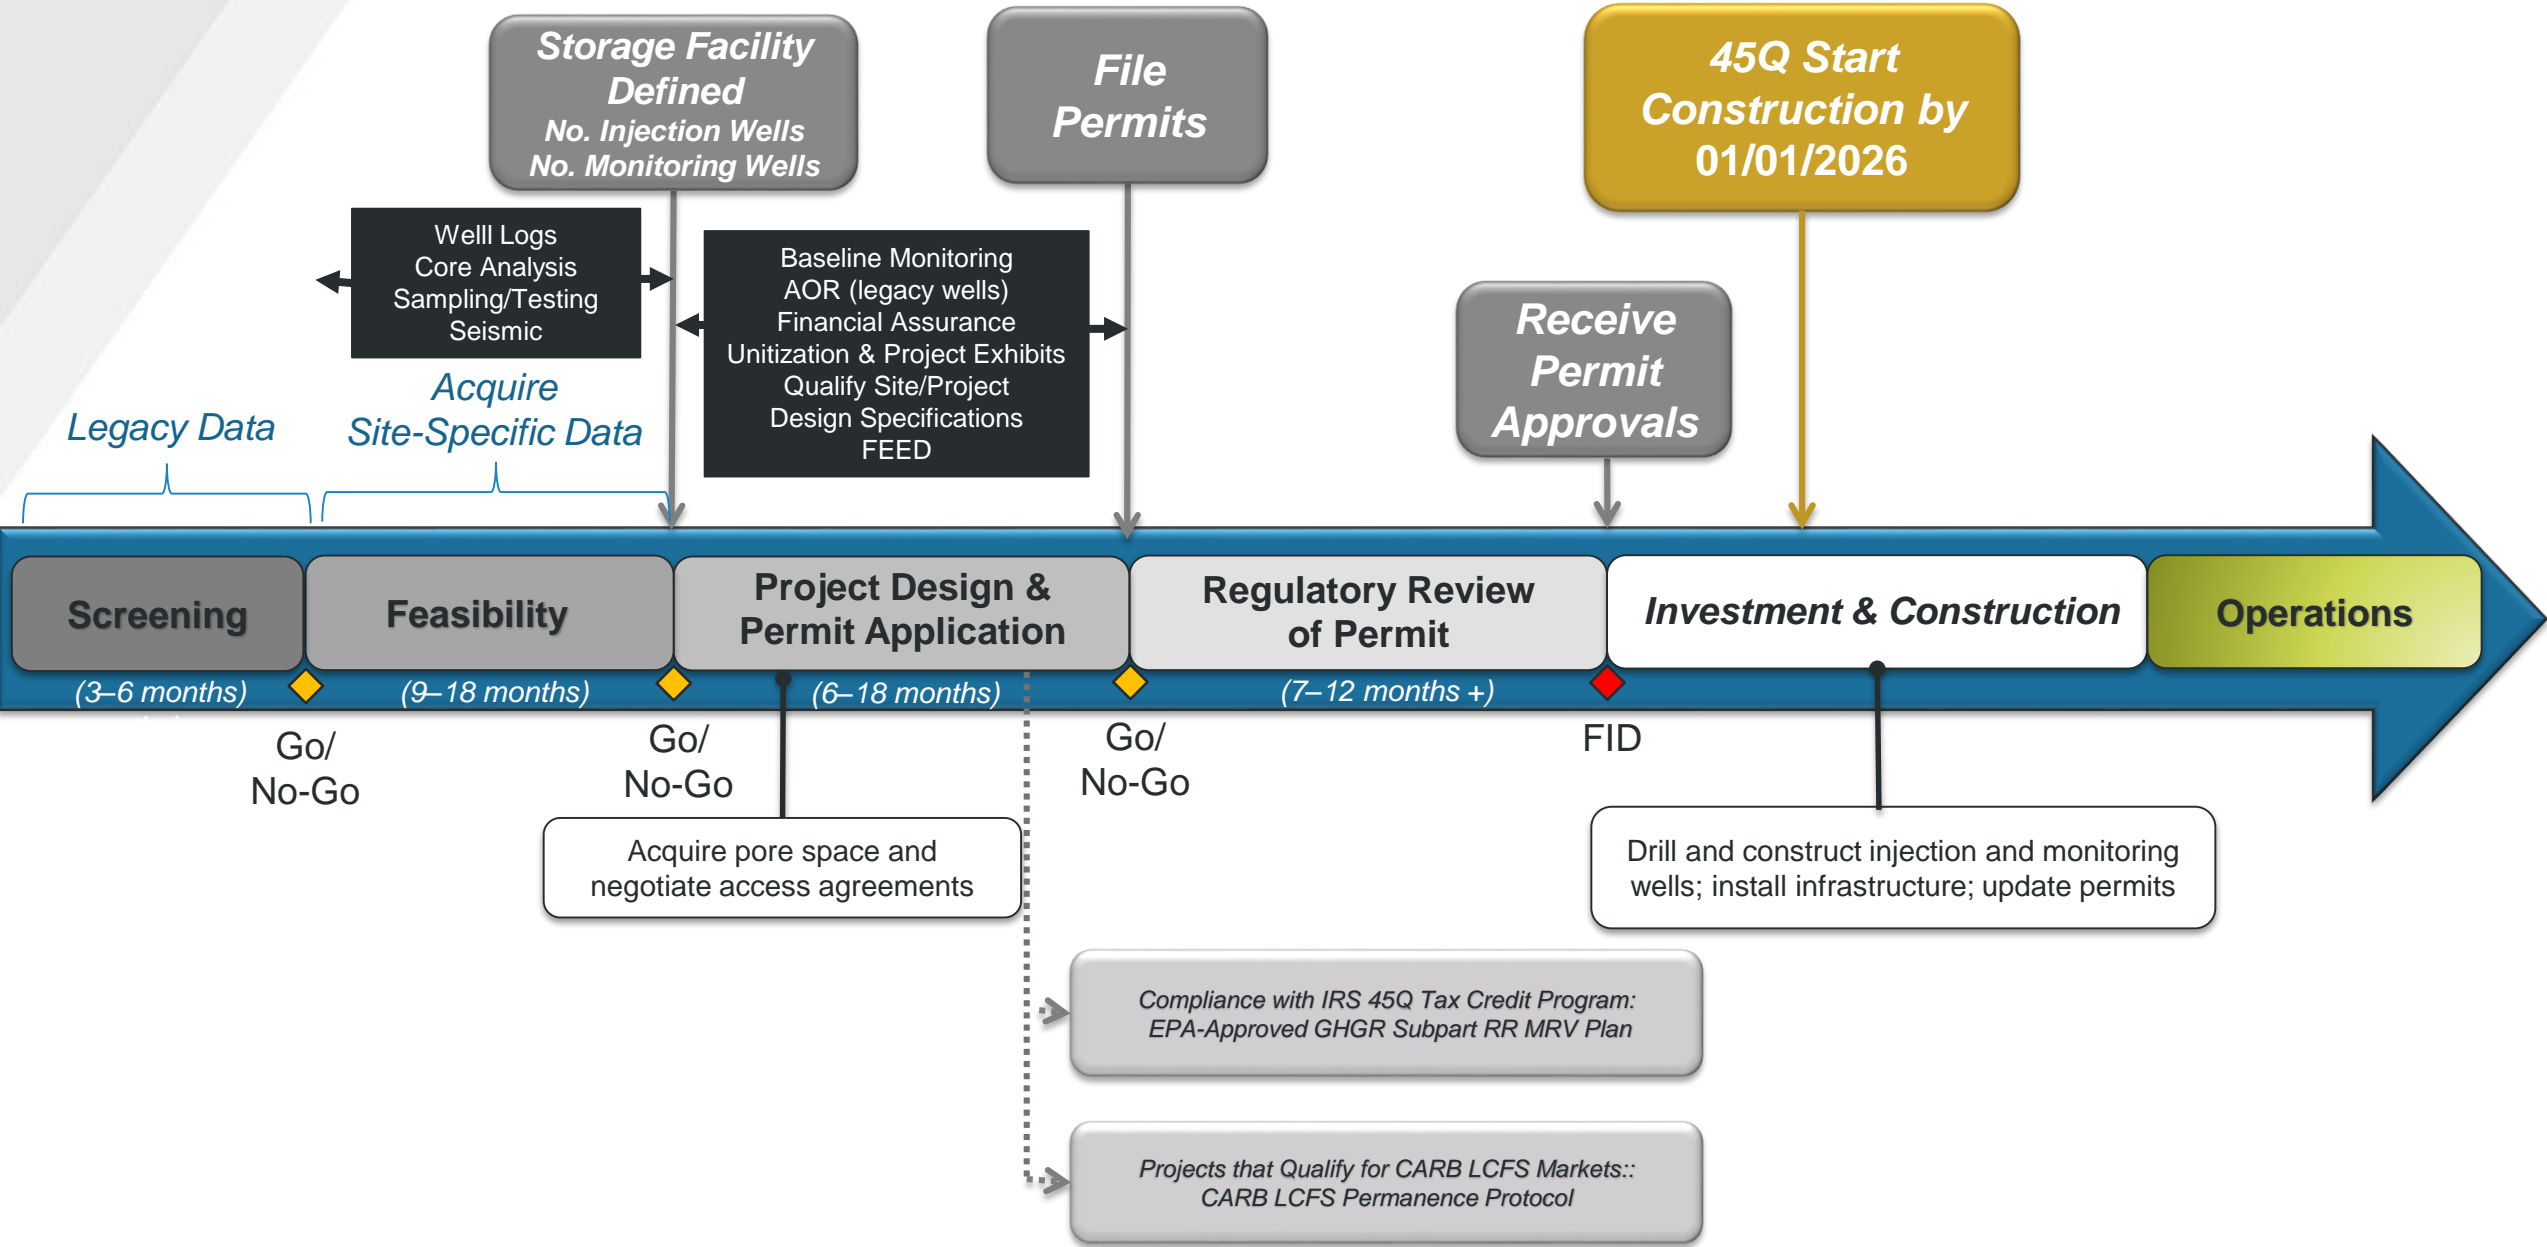 Storage Facility
Defined
No. Injection Wells
No. Monitoring Wells
File
Permits
45Q Start
Construction by
01/01/2026
Welll Logs
Core Analysis
Sampling/Testing
Seismic
Baseline Monitoring
AOR (legacy wells)
Financial Assurance
Unitization & Project Exhibits
Qualify Site/Project
Design Specifications
FEED
Receive
Permit
Approvals
Legacy Data
Acquire
Site-Specific Data
Screening
Feasibility
Project Design &
Permit Application
Regulatory Review
of Permit
Investment & Construction
Operations
(3–6 months)
(9–18 months)
(6–18 months)
(7–12 months +)
Go/
No-Go
Go/
No-Go
Go/
No-Go
FID
Acquire pore space and
negotiate access agreements
Drill and construct injection and monitoring
wells; install infrastructure; update permits
Compliance with IRS 45Q Tax Credit Program:
EPA-Approved GHGR Subpart RR MRV Plan
Projects that Qualify for CARB LCFS Markets::
CARB LCFS Permanence Protocol